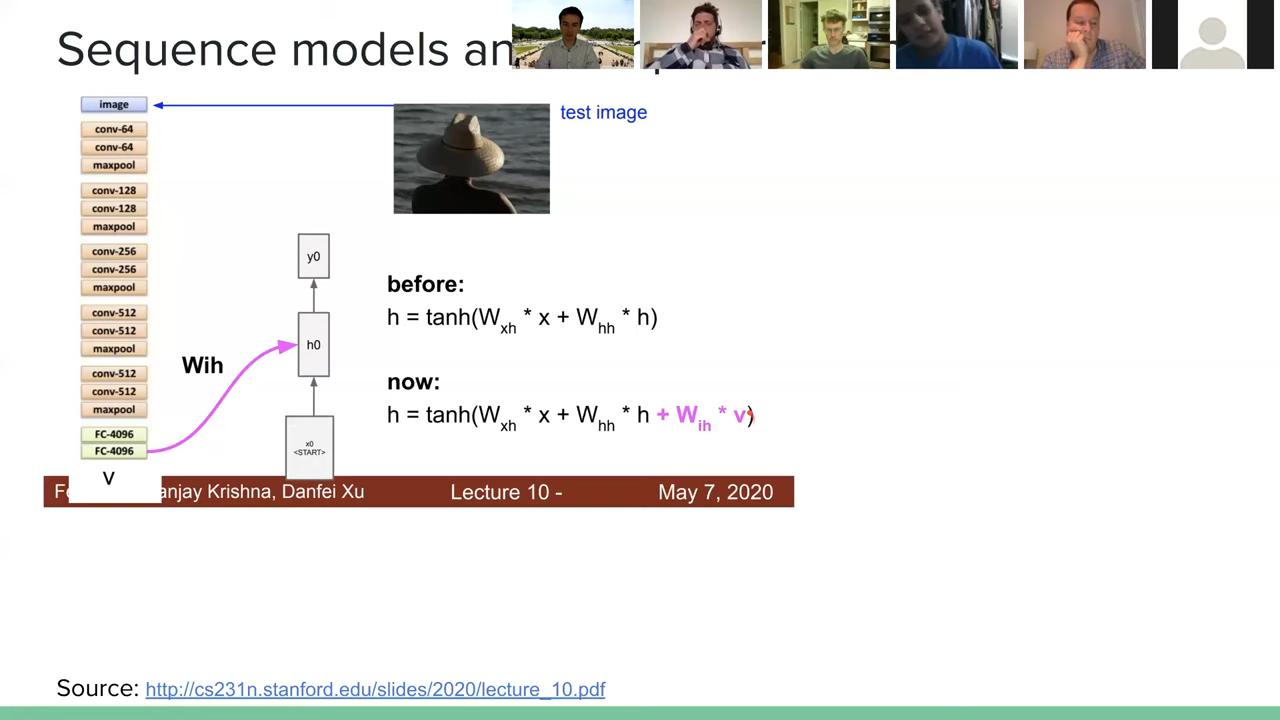 Sequence models an
image
test image
conv-64
conv-64
maxpool
conv-128
conv-128
maxpool
conv-256
conv-256
maxpool
conv-512
conv-512
maxpool
conv-512
conv-512
maxpool
FC-4096
FC-4096
v
Wih
y0
h0
x0
<START>
before:
h = tanh(Wxh * x + Whh * h)
now:
h = tanh(Wxh * x + Whh * h + Wih * v)
anjay Krishna, Danfei Xu Lecture 10 - May 7, 2020
Source: http://cs231n.stanford.edu/slides/2020/lecture_10.pdf